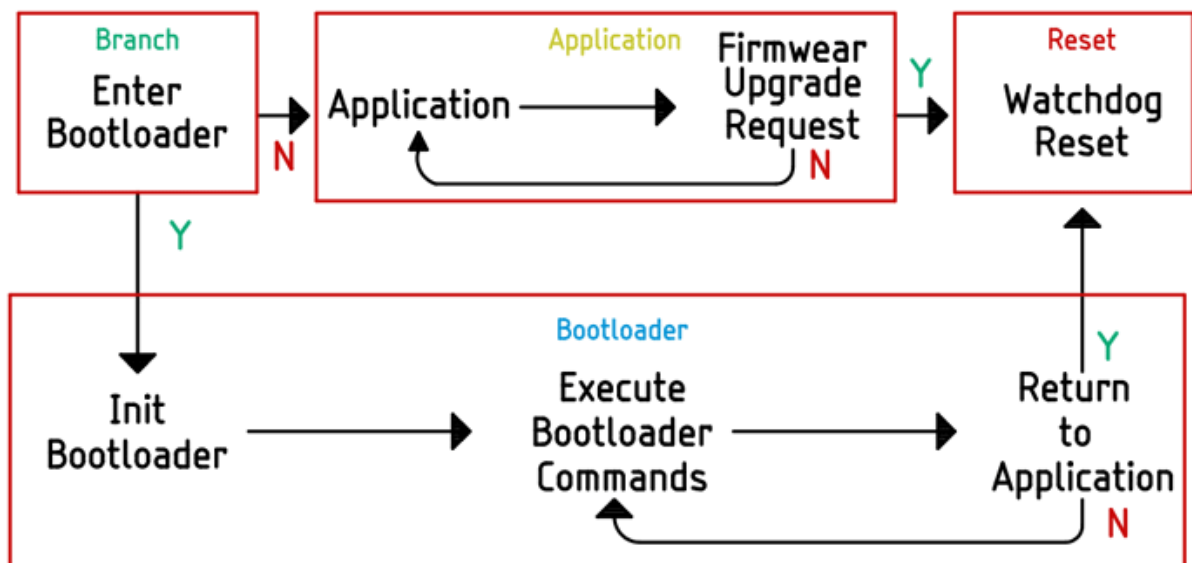 Branch
Enter
Bootloader
N
Y
Application
Application
Firmwear
Upgrade
Request
N
Y
Reset
Watchdog
Reset
Bootloader
Init
Bootloader
Execute
Bootloader
Commands
Return
to
Application
Y
N